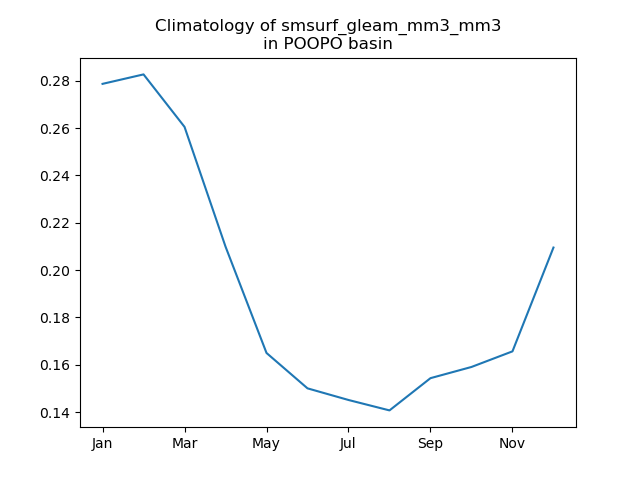 Climatology of smsurf_gleam_mm3_mm3
in POOPO basin
0.28
0.26
0.24
0.22
0.20
0.18
0.16
0.14
Jan
Mar
May
Jul
Sep
Nov